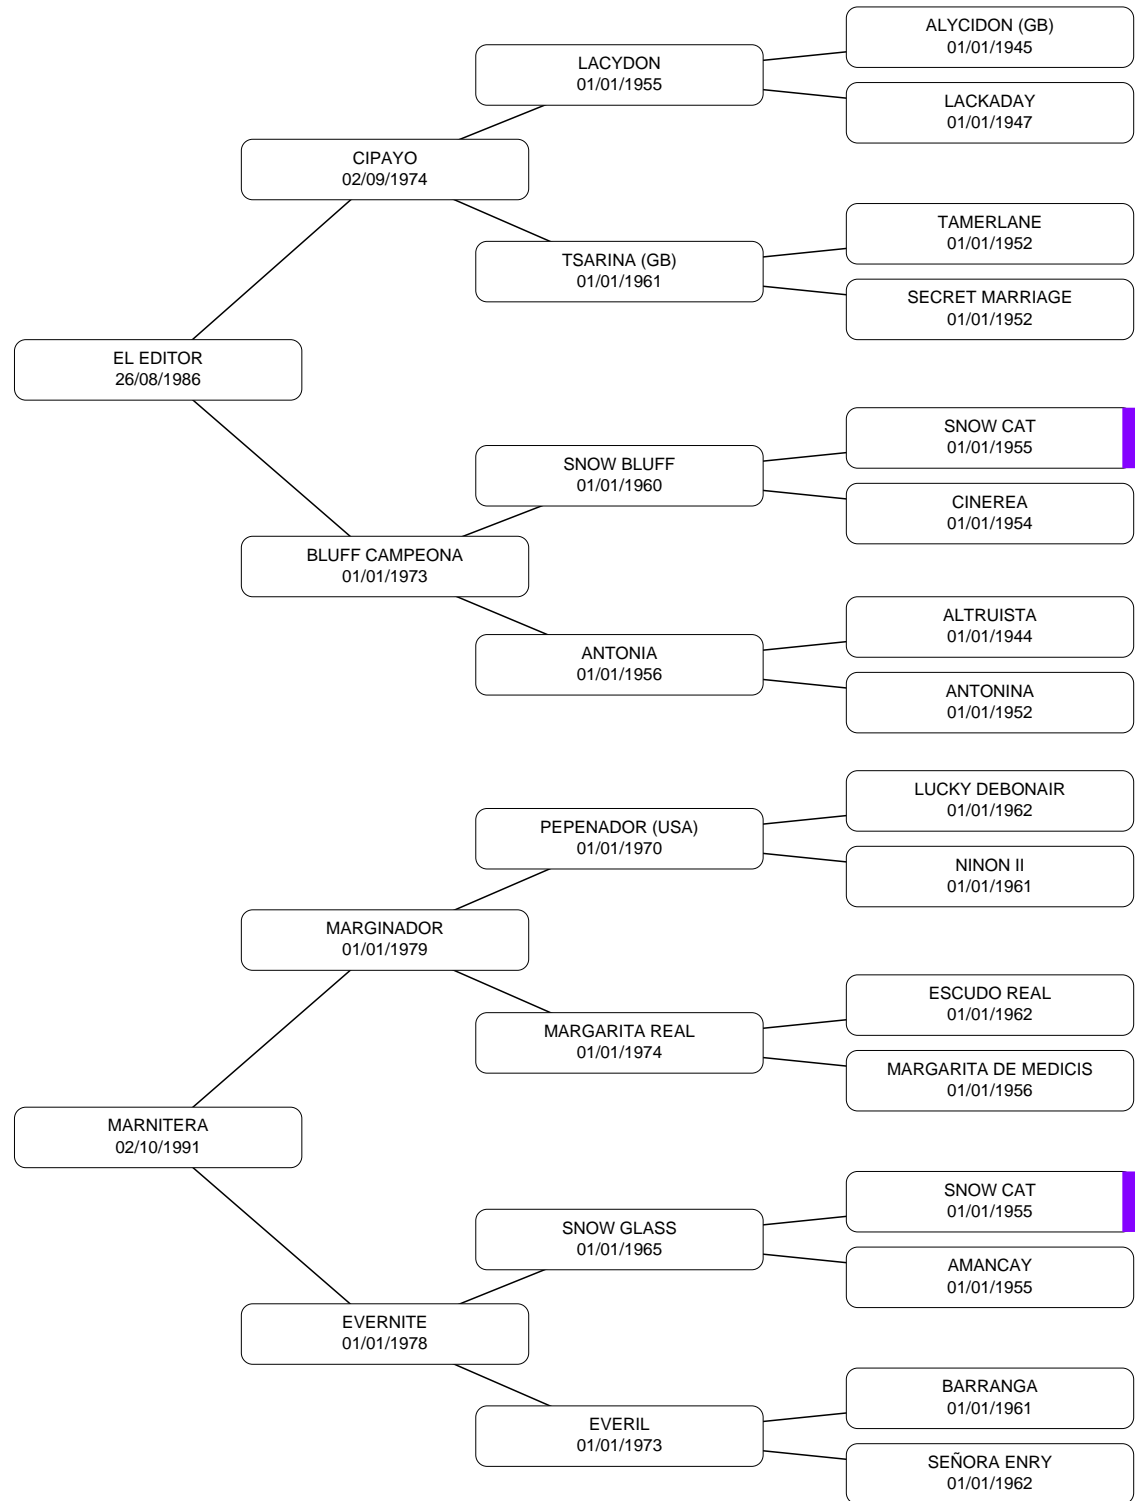 ALYCIDON (GB)
01/01/1945
LACYDON
01/01/1955
LACKADAY
01/01/1947
CIPAYO
02/09/1974
TAMERLANE
01/01/1952
TSARINA (GB)
01/01/1961
SECRET MARRIAGE
01/01/1952
EL EDITOR
26/08/1986
SNOW CAT
01/01/1955
SNOW BLUFF
01/01/1960
CINEREA
01/01/1954
BLUFF CAMPEONA
01/01/1973
ALTRUISTA
01/01/1944
ANTONIA
01/01/1956
ANTONINA
01/01/1952
LUCKY DEBONAIR
01/01/1962
PEPENADOR (USA)
01/01/1970
NINON II
01/01/1961
MARGINADOR
01/01/1979
ESCUDO REAL
01/01/1962
MARGARITA REAL
01/01/1974
MARGARITA DE MEDICIS
01/01/1956
MARNITERA
02/10/1991
SNOW CAT
01/01/1955
SNOW GLASS
01/01/1965
AMANCAY
01/01/1955
EVERNITE
01/01/1978
BARRANGA
01/01/1961
EVERIL
01/01/1973
SEÑORA ENRY
01/01/1962